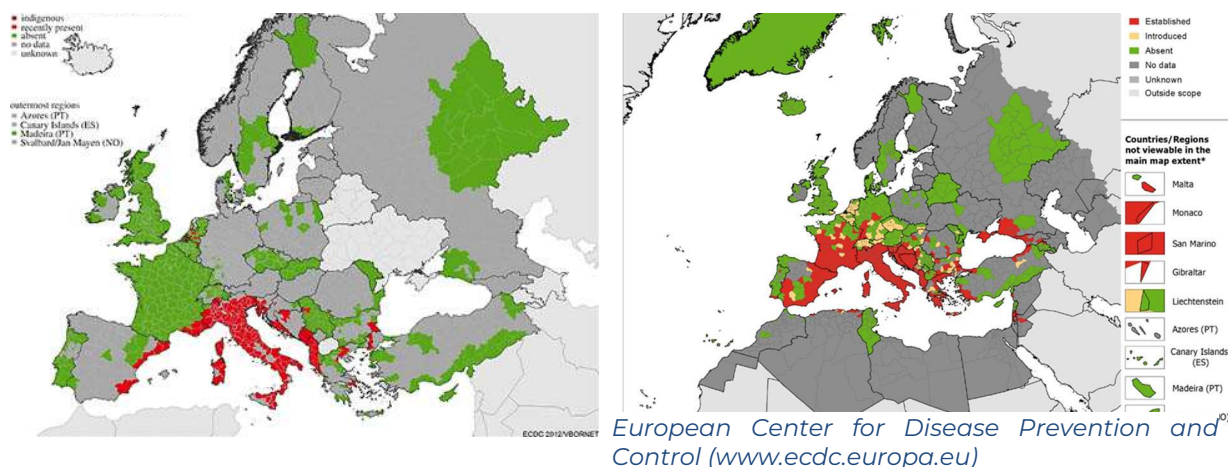 indigenous
recently present
absent
no data
unknown
outermost regions
Azores (PT)
Canary Islands (ES)
Madeira (PT)
Svalbard/Jan Mayen (NO)
ECDC 2012/VBORNET
Established
Introduced
Absent
No data
Unknown
Outside scope
Countries/Regions
not viewable in the
main map extent*
Malta
Monaco
San Marino
Gibraltar
Liechtenstein
Azores (PT)
Canary Islands
(ES)
Madeira (PT)
European Center for Disease Prevention and
Control (www.ecdc.europa.eu)